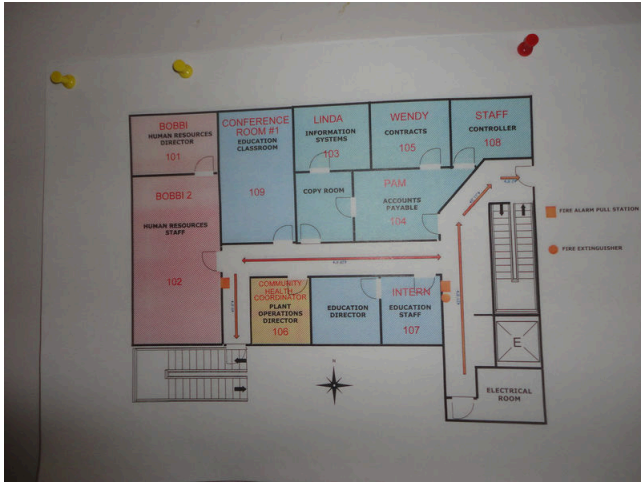 BOBBI
HUMAN RESOURCES
DIRECTOR
101
CONFERENCE
ROOM #1
EDUCATION
CLASSROOM
109
LINDA
INFORMATION
SYSTEMS
103
WENDY
CONTRACTS
105
STAFF
CONTROLLER
108
BOBBI 2
HUMAN RESOURCES
STAFF
102
COPY ROOM
PAM
ACCOUNTS
PAYABLE
104
FIRE ALARM PULL STATION
FIRE EXTINGUISHER
COMMUNITY
HEALTH
COORDINATOR
PLANT
OPERATIONS
DIRECTOR
106
EDUCATION
DIRECTOR
INTERN
EDUCATION
STAFF
107
E
ELECTRICAL
ROOM
N